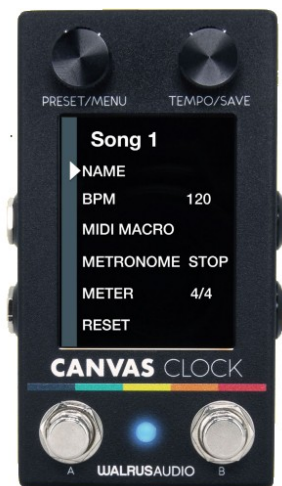 PRESET/MENU TEMPO/SAVE
Song 1
NAME
BPM 120
MIDI MACRO
METRONOME STOP
METER 4/4
RESET
CANVAS CLOCK
A WALRUSAUDIO B